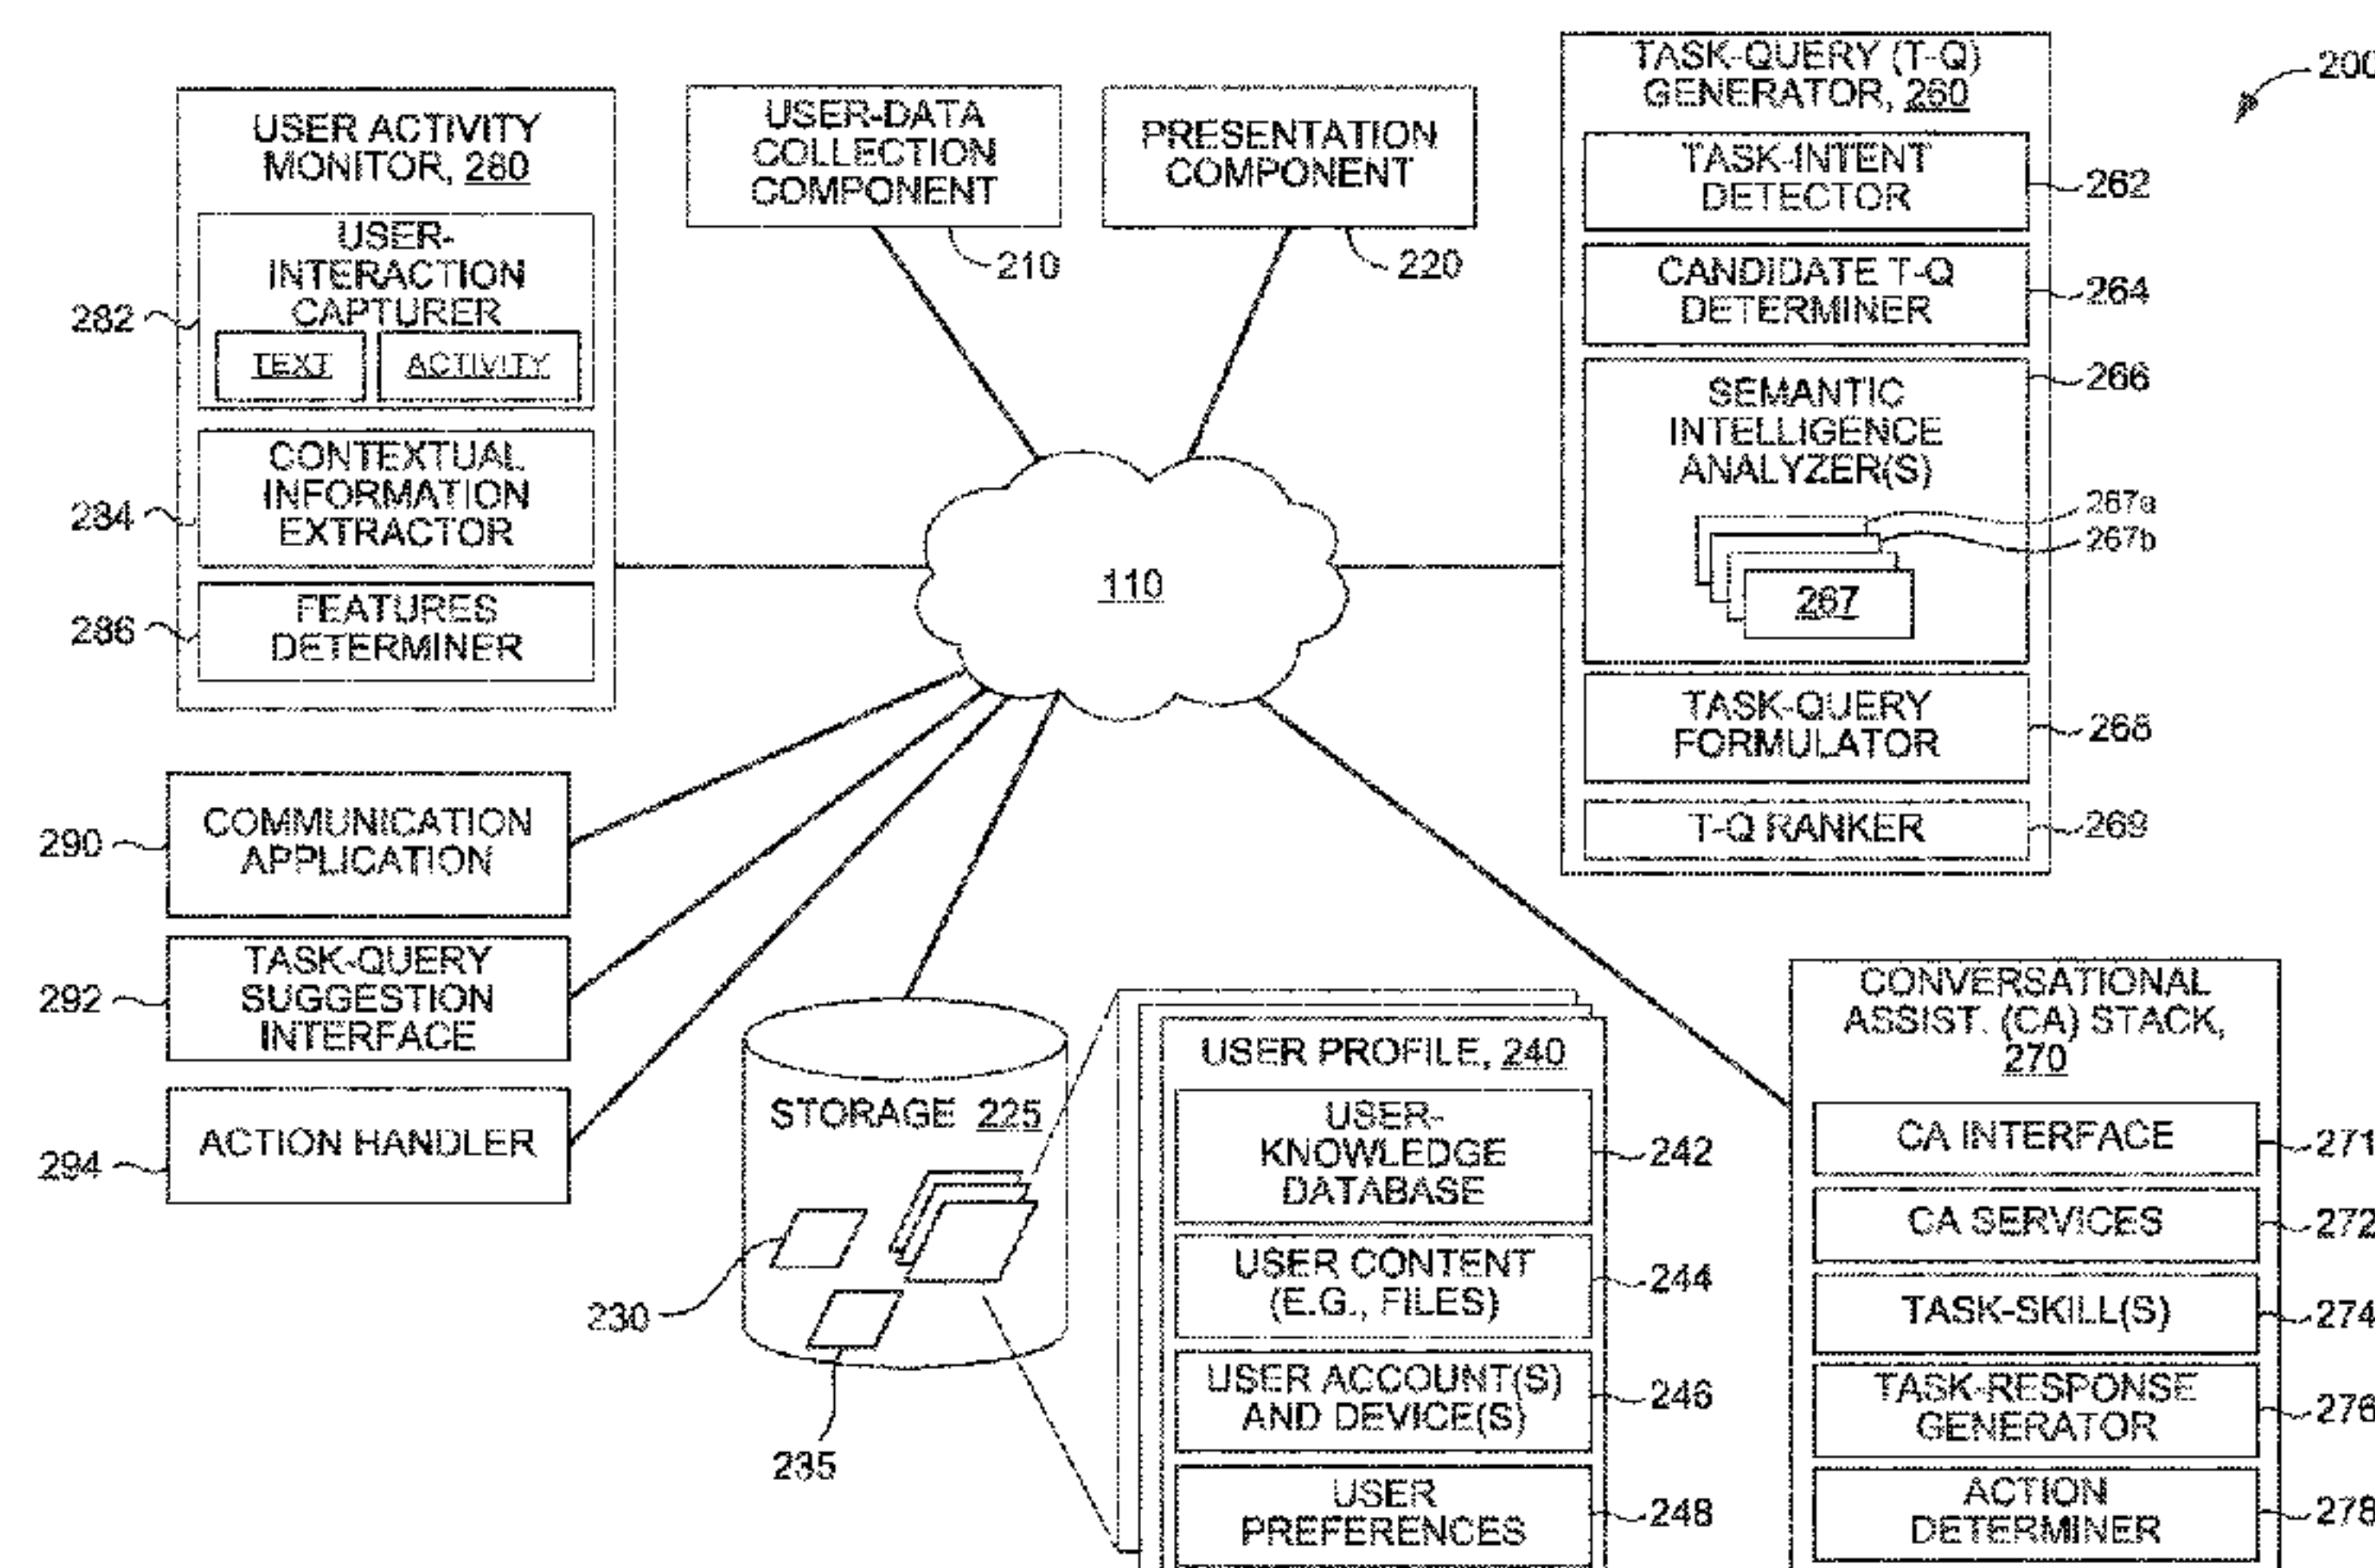 200
USER ACTIVITY
MONITOR, 280
USER-
INTERACTION
CAPTURER
TEXT
ACTIVITY
282
CONTEXTUAL
INFORMATION
EXTRACTOR
284
FEATURES
DETERMINER
286
USER-DATA
COLLECTION
COMPONENT
210
PRESENTATION
COMPONENT
220
TASK-QUERY (T-Q)
GENERATOR, 260
TASK-INTENT
DETECTOR
262
CANDIDATE T-Q
DETERMINER
264
SEMANTIC
INTELLIGENCE
ANALYZER(S)
266
267a
267b
267
TASK-QUERY
FORMULATOR
268
T-Q RANKER
269
110
COMMUNICATION
APPLICATION
290
TASK-QUERY
SUGGESTION
INTERFACE
292
ACTION HANDLER
294
STORAGE 225
230
235
USER PROFILE, 240
USER-
KNOWLEDGE
DATABASE
242
USER CONTENT
(E.G., FILES)
244
USER ACCOUNT(S)
AND DEVICE(S)
246
USER
PREFERENCES
248
CONVERSATIONAL
ASSIST. (CA) STACK,
270
CA INTERFACE
271
CA SERVICES
272
TASK-SKILL(S)
274
TASK-RESPONSE
GENERATOR
276
ACTION
DETERMINER
278